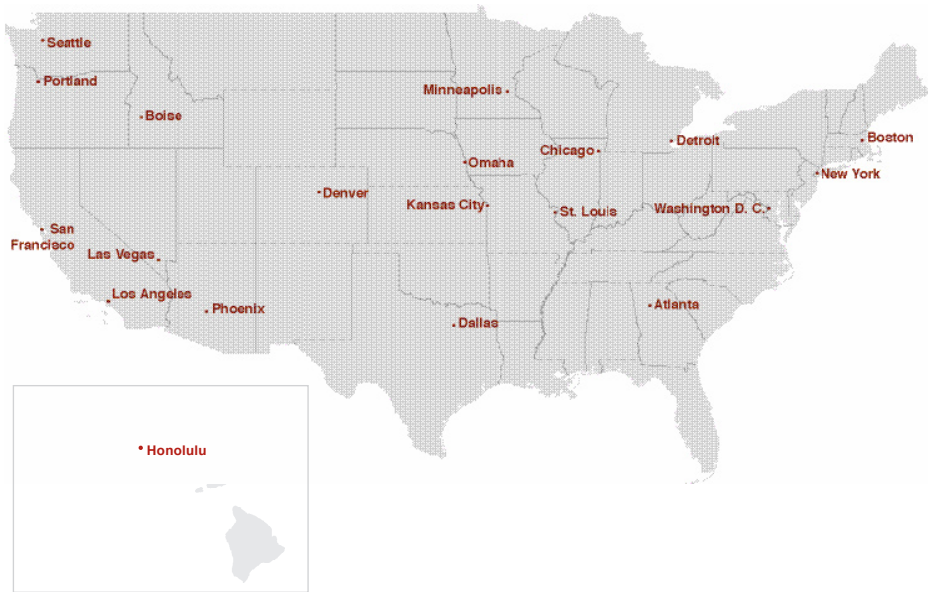 Seattle
Portland
Minneapolis
Boise
Boston
Detroit
Chicago
Omaha
New York
Denver
Kansas City
St. Louis
Washington D. C.
San
Francieco
Las Vegas
Los Angeles
Atlanta
Phoenix
Dallas
Honolulu